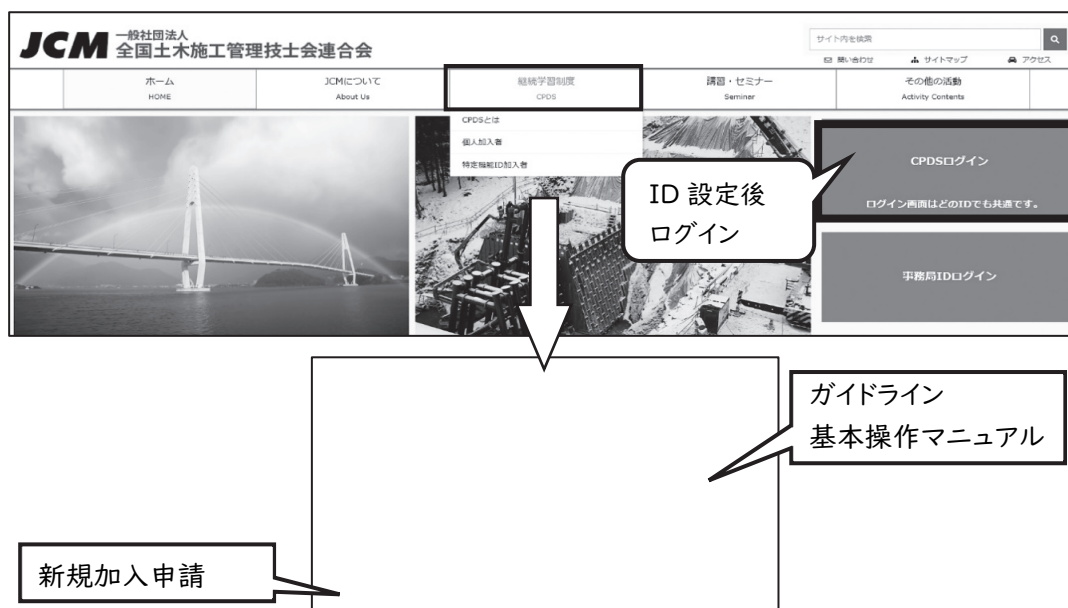 JCM 一般社団法人
全国土木施工管理技士会連合会
サイト内を検索
問い合わせ サイトマップ アクセス
ホーム JCMについて 継続学習制度 講習・セミナー その他の活動
HOME About Us CPDS Seminar Activity Contents
CPDSとは
個人加入者
特定機能ID加入者
CPDSログイン
ログイン画面はどのIDでも共通です。
ID 設定後
ログイン
事務局IDログイン
ガイドライン
基本操作マニュアル
新規加入申請